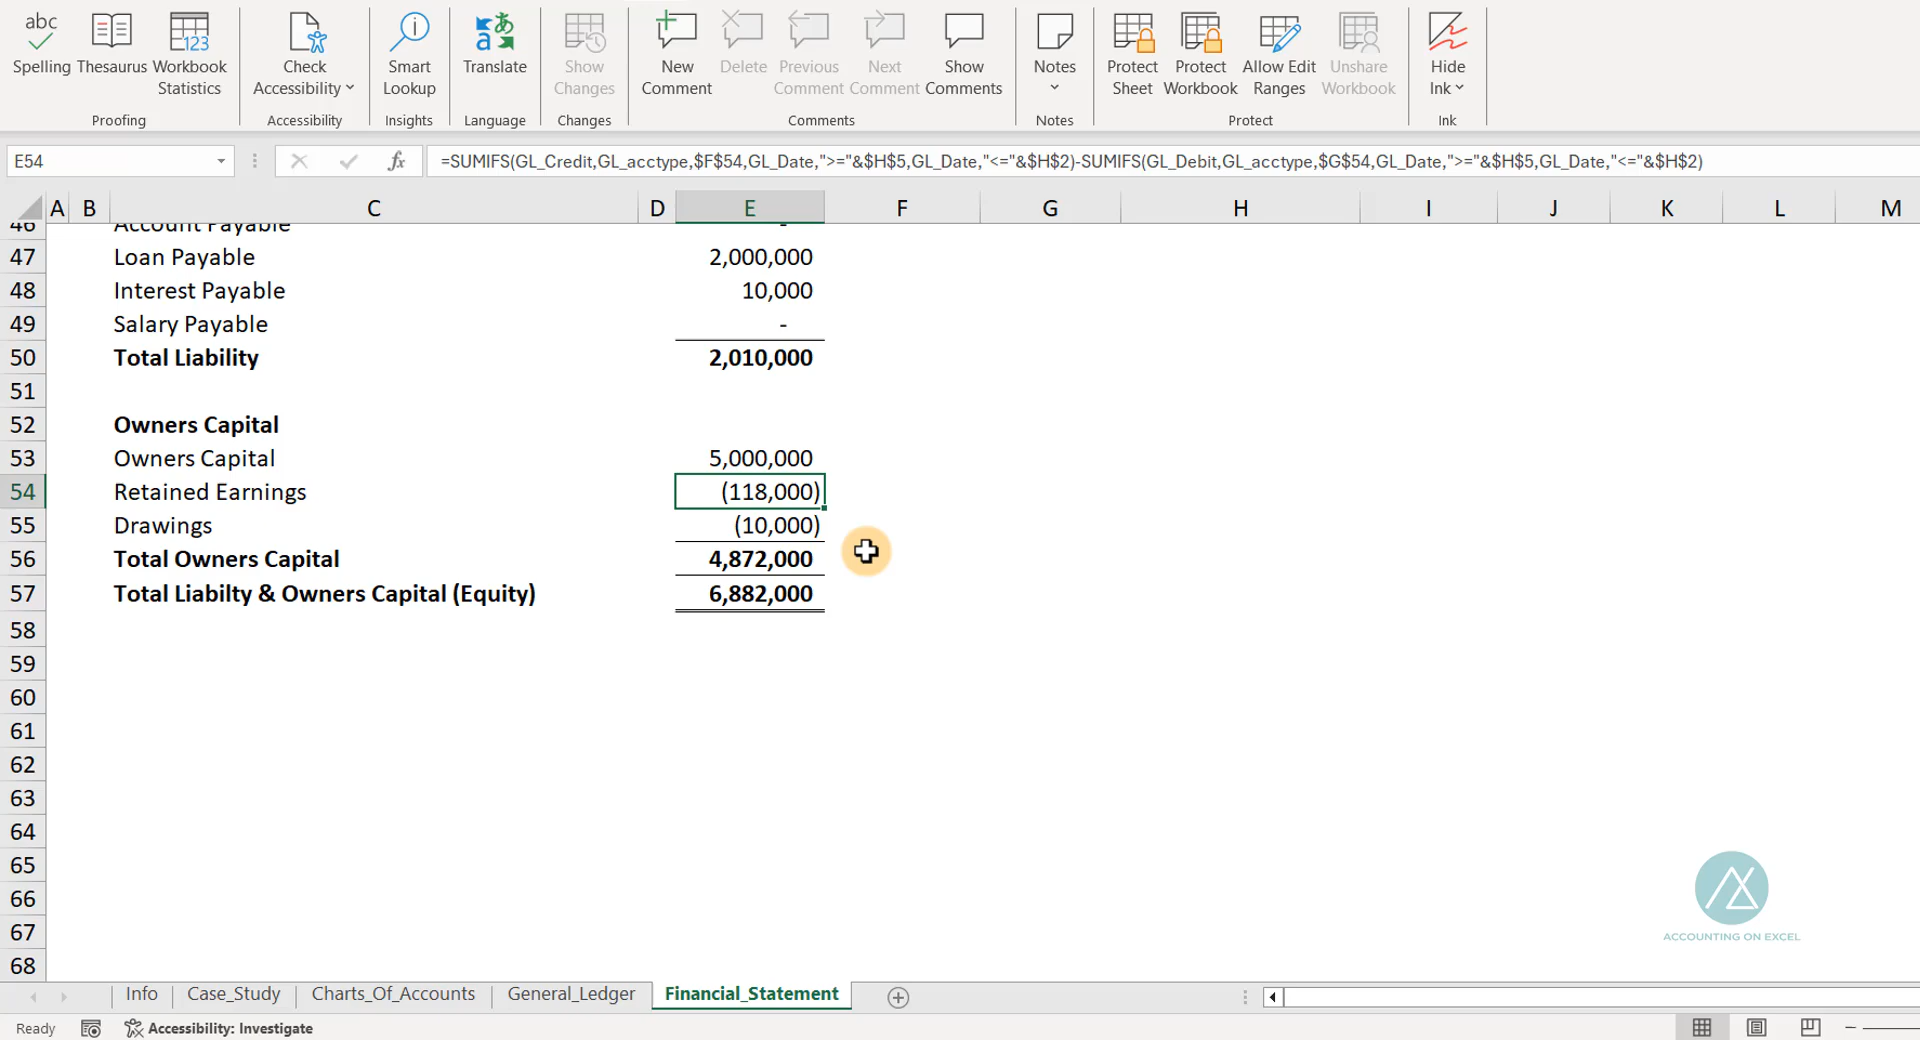 abc
Spelling
Thesaurus
123
Workbook Statistics
Proofing
Check Accessibility
Accessibility
Smart Lookup
Insights
a あ
Translate
Language
Show Changes
Changes
New Comment
Delete
Previous Comment
Next Comment
Show Comments
Comments
Notes
Notes
Protect Sheet
Protect Workbook
Allow Edit Ranges
Unshare Workbook
Protect
Hide Ink
Ink
E54
fx
=SUMIFS(GL_Credit,GL_acctype,$F$54,GL_Date,">="&$H$5,GL_Date,"<="&$H$2)-SUMIFS(GL_Debit,GL_acctype,$G$54,GL_Date,">="&$H$5,GL_Date,"<="&$H$2)
A B C D E F G H I J K L M
46 Account Payable -
47 Loan Payable 2,000,000
48 Interest Payable 10,000
49 Salary Payable -
50 Total Liability 2,010,000
51
52 Owners Capital
53 Owners Capital 5,000,000
54 Retained Earnings (118,000)
55 Drawings (10,000)
56 Total Owners Capital 4,872,000
57 Total Liabilty & Owners Capital (Equity) 6,882,000
58
59
60
61
62
63
64
65
66
67
68
ACCOUNTING ON EXCEL
Info Case_Study Charts_Of_Accounts General_Ledger Financial_Statement
Ready Accessibility: Investigate